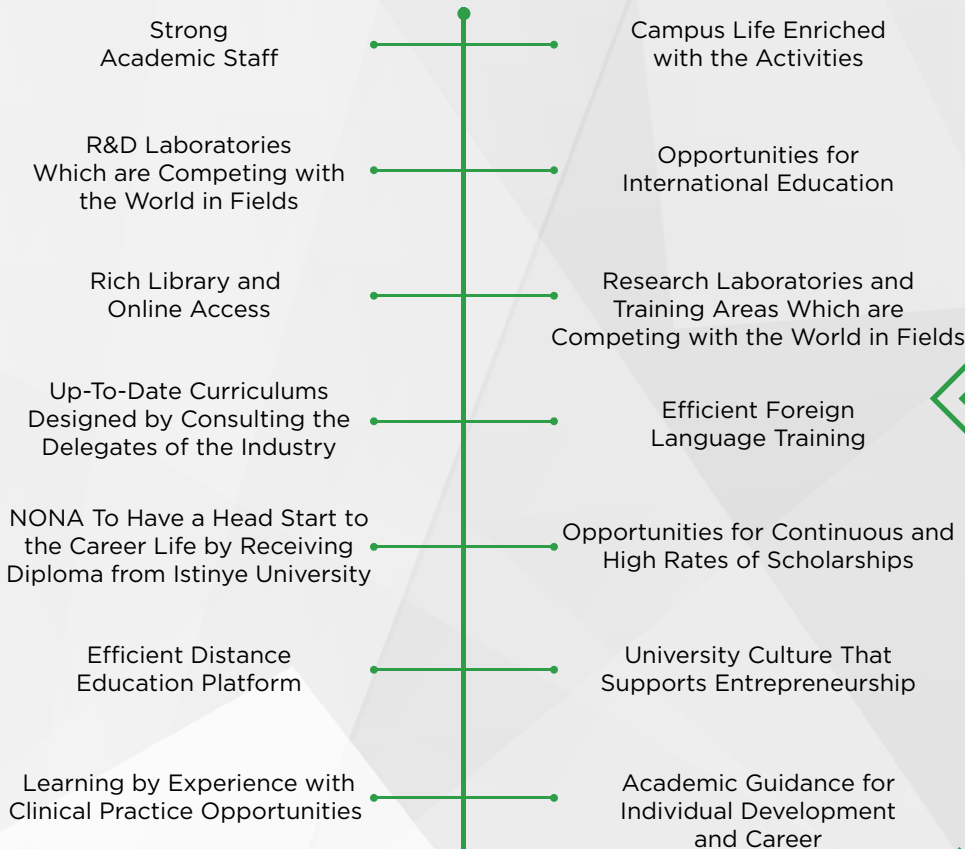 Strong
Academic Staff
Campus Life Enriched
with the Activities
R&D Laboratories
Which are Competing with
the World in Fields
Opportunities for
International Education
Rich Library and
Online Access
Research Laboratories and
Training Areas Which are
Competing with the World in Fields
Up-To-Date Curriculums
Designed by Consulting the
Delegates of the Industry
Efficient Foreign
Language Training
NONA To Have a Head Start to
the Career Life by Receiving
Diploma from Istinye University
Opportunities for Continuous and
High Rates of Scholarships
Efficient Distance
Education Platform
University Culture That
Supports Entrepreneurship
Learning by Experience with
Clinical Practice Opportunities
Academic Guidance for
Individual Development
and Career